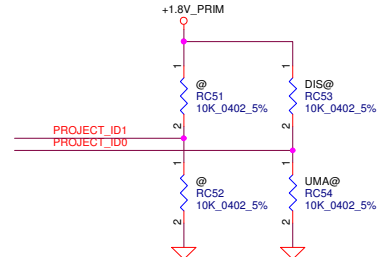 +1.8V_PRIM
1
1
@
RC51
10K_0402_5%
DIS@
RC53
10K_0402_5%
2
2
PROJECT_ID1
PROJECT_ID0
1
1
@
RC52
10K_0402_5%
UMA@
RC54
10K_0402_5%
2
2